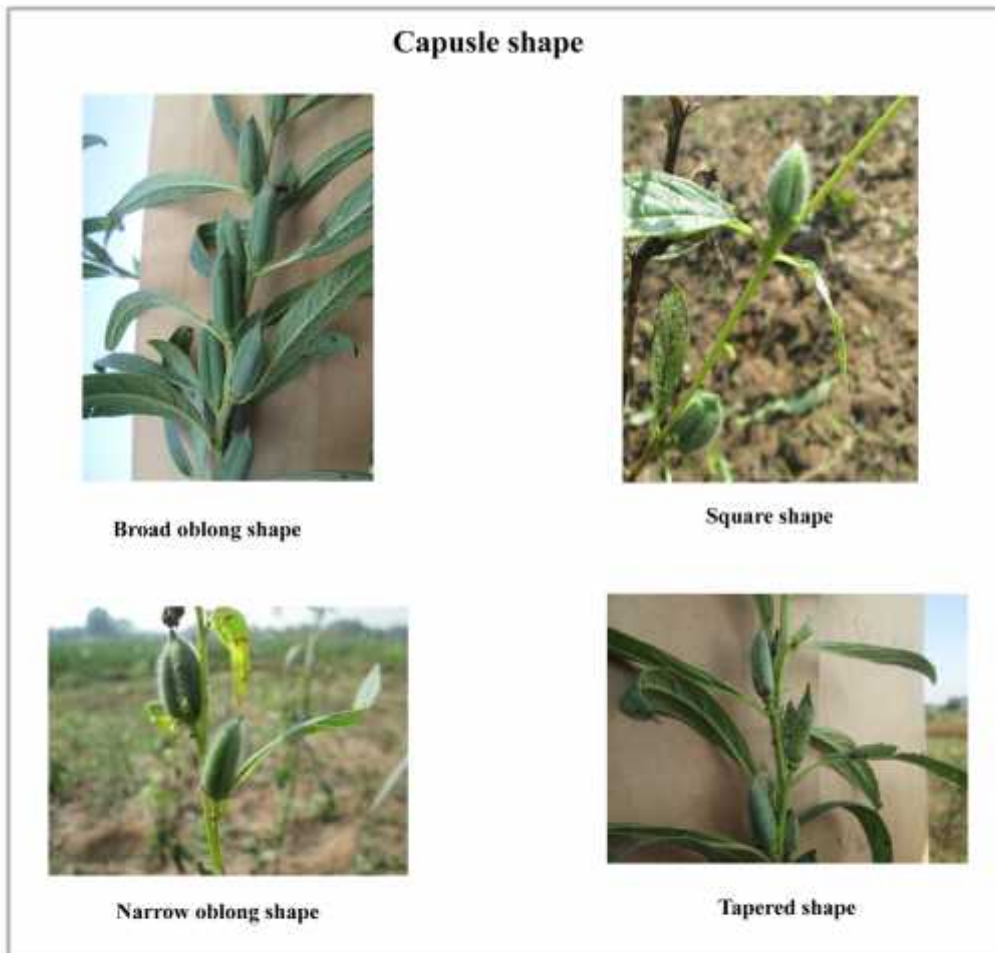 Capusle shape
Broad oblong shape
Square shape
Narrow oblong shape
Tapered shape